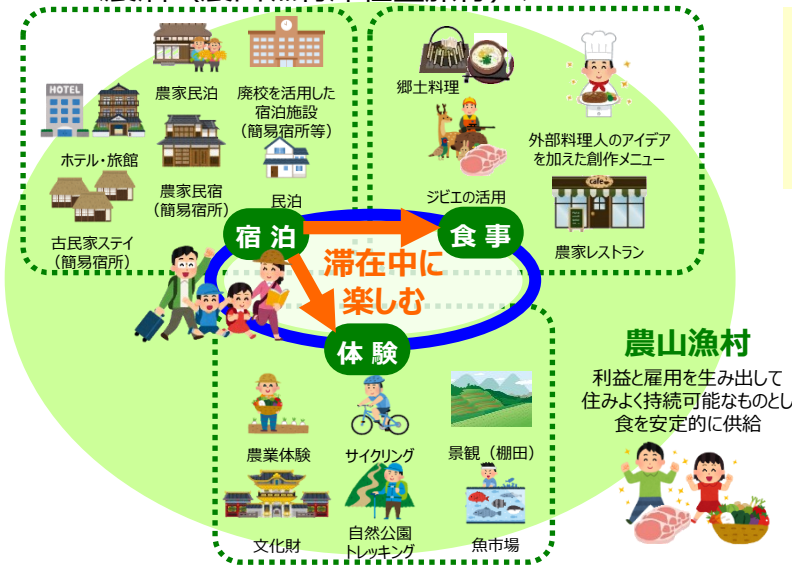 農家民泊
廃校を活用した
宿泊施設
(簡易宿所等)
HOTEL
ホテル・旅館
農家民宿
(簡易宿所)
民泊
古民家ステイ
(簡易宿所)
郷土料理
ジビエの活用
外部料理人のアイデア
を加えた創作メニュー
cafe
農家レストラン
宿 泊
食 事
滞在中に
楽しむ
体 験
農業体験
サイクリング
景観（棚田）
文化財
自然公園
トレッキング
魚市場
農山漁村
利益と雇用を生み出して
住みよく持続可能なものとし
食を安定的に供給